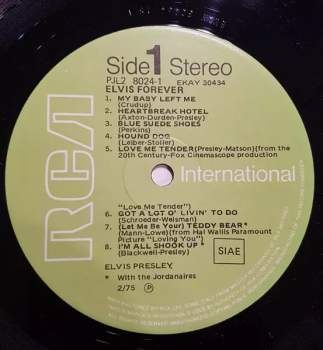 RCA
Side 1 Stereo
PJL2 8024-1 EKAY 30434
ELVIS FOREVER
1. MY BABY LEFT ME
(Crudup)
2. HEARTBREAK HOTEL
(Axton-Durden-Presley)
3. BLUE SUEDE SHOES
(Perkins)
4. HOUND DOG
(Leiber-Stoller)
5. LOVE ME TENDER(Presley-Matson)(from the
20th Century-Fox Cinemascope production
International
"Love Me Tender")
6. GOT A LOT O' LIVIN' TO DO
(Schroeder-Weisman)
7. (Let Me Be Your) TEDDY BEAR *
(Mann-Lowe)(from Hal Wallis Paramount
Picture "Loving You")
8. I'M ALL SHOOK UP *
(Blackwell-Presley)
SIAE
ELVIS PRESLEY
* With the Jordanaires
2/75 Ⓟ